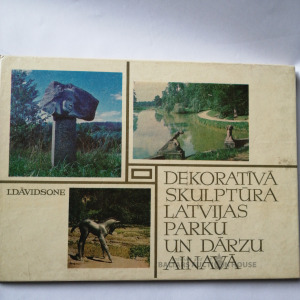 I.DĀVIDSONE
DEKORATĪVĀ
SKULPTŪRA
LATVIJAS
PARKU
UN DĀRZU
AINAVĀ